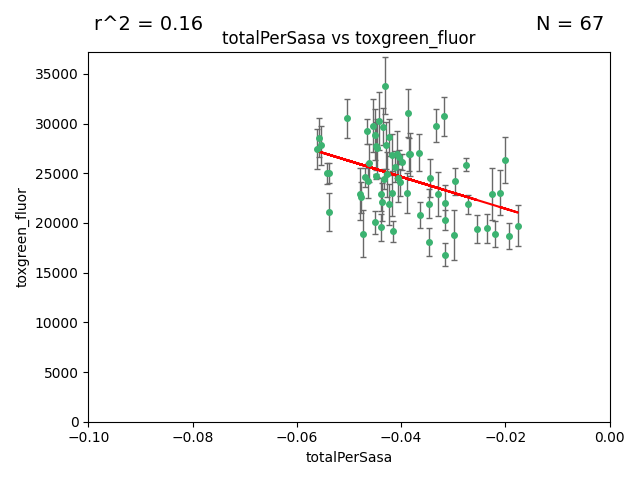 r^2 = 0.16
N = 67
totalPerSasa vs toxgreen_fluor
35000
30000
25000
20000
15000
10000
5000
0
toxgreen_fluor
−0.10
−0.08
−0.06
−0.04
−0.02
0.00
totalPerSasa